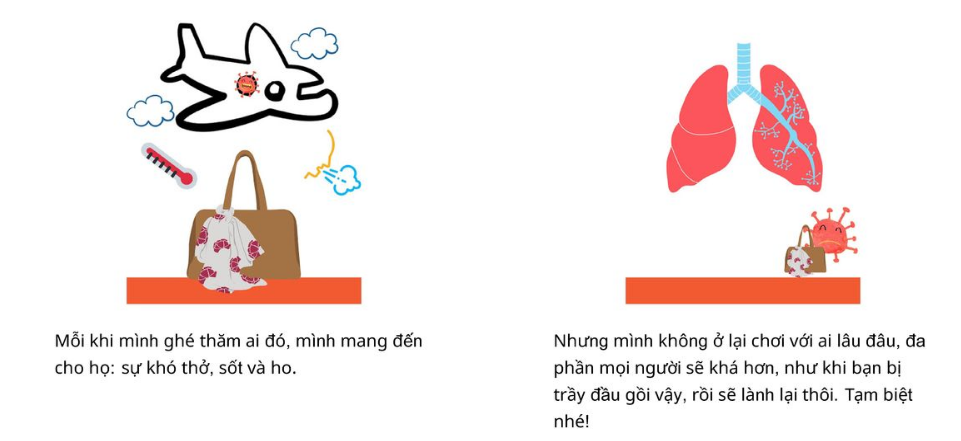 Mỗi khi mình ghé thăm ai đó, mình mang đến
cho họ: sự khó thở, sốt và ho.
Nhưng mình không ở lại chơi với ai lâu đâu, đa
phần mọi người sẽ khá hơn, như khi bạn bị
trầy đầu gồi vậy, rồi sẽ lành lại thôi. Tạm biệt
nhé!